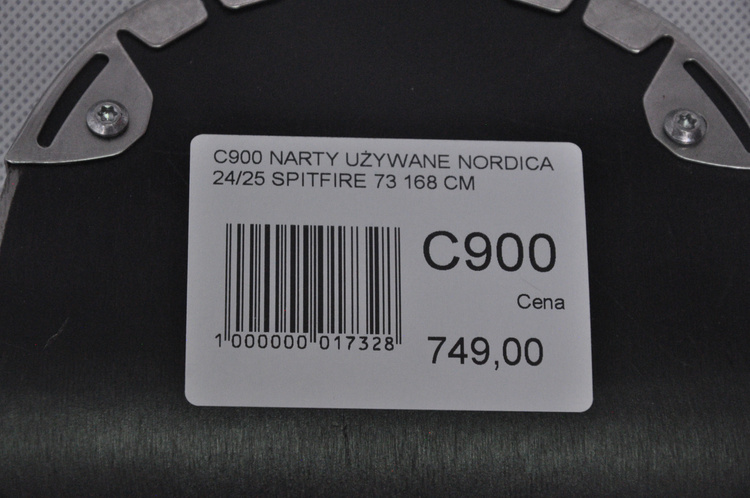 C900 NARTY UŻYWANE NORDICA
24/25 SPITFIRE 73 168 CM
C900
Cena
1 000000 017328
749,00